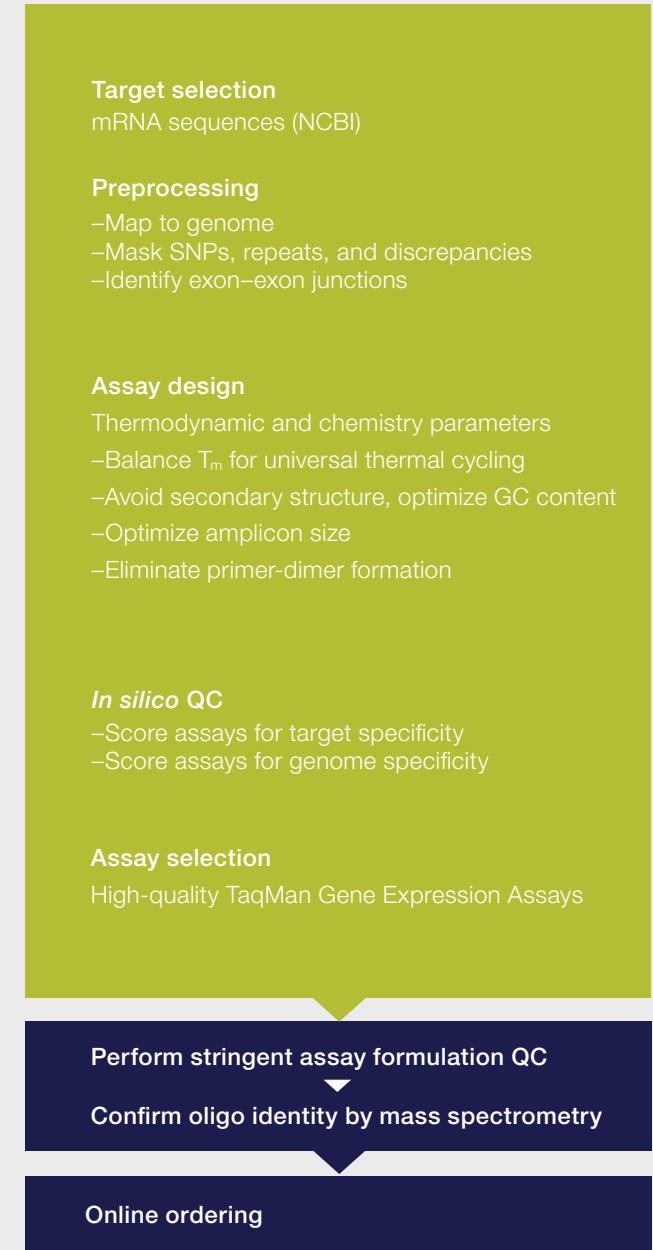 Target selection
mRNA sequences (NCBI)
Preprocessing
–Map to genome
–Mask SNPs, repeats, and discrepancies
–Identify exon–exon junctions
Assay design
Thermodynamic and chemistry parameters
–Balance Tm for universal thermal cycling
–Avoid secondary structure, optimize GC content
–Optimize amplicon size
–Eliminate primer-dimer formation
In silico QC
–Score assays for target specificity
–Score assays for genome specificity
Assay selection
High-quality TaqMan Gene Expression Assays
Perform stringent assay formulation QC
Confirm oligo identity by mass spectrometry
Online ordering